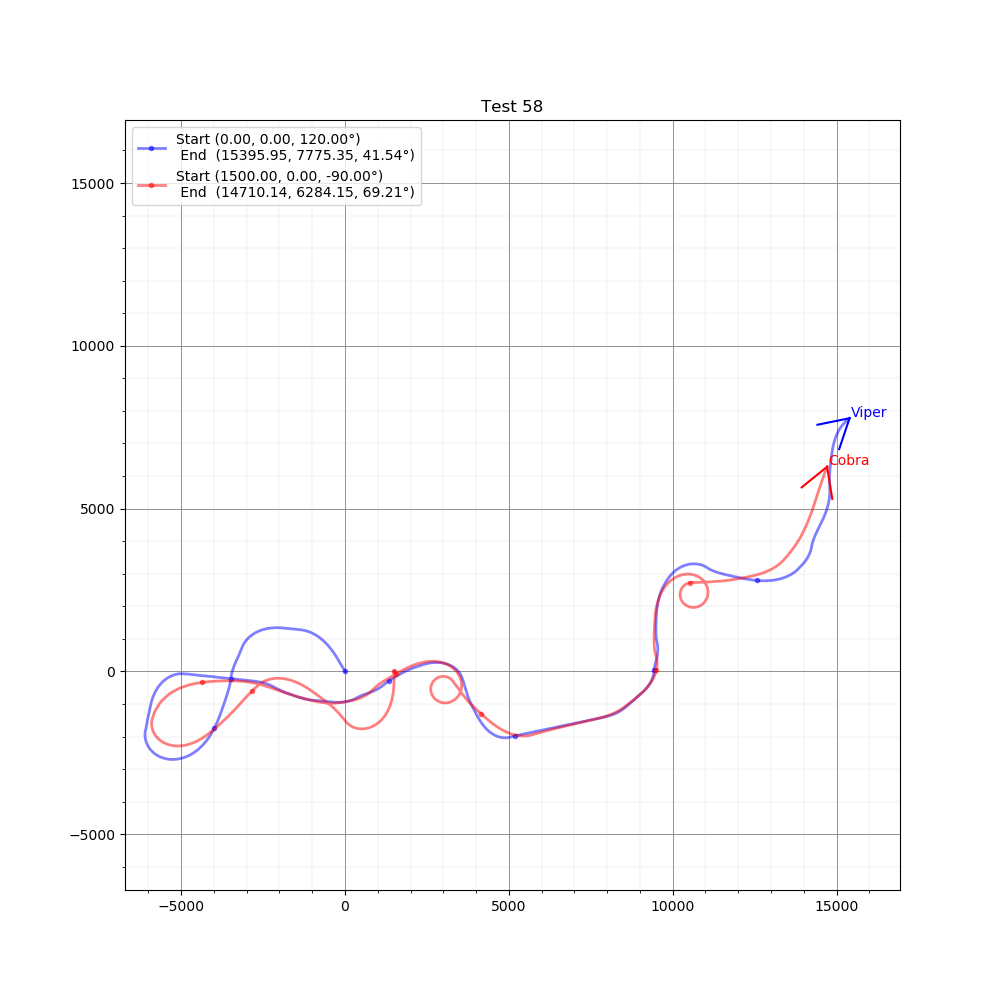 Test 58
Start (0.00, 0.00, 120.00°)
End  (15395.95, 7775.35, 41.54°)
Start (1500.00, 0.00, -90.00°)
End  (14710.14, 6284.15, 69.21°)
15000
10000
Viper
Cobra
5000
0
−5000
−5000 0 5000 10000 15000